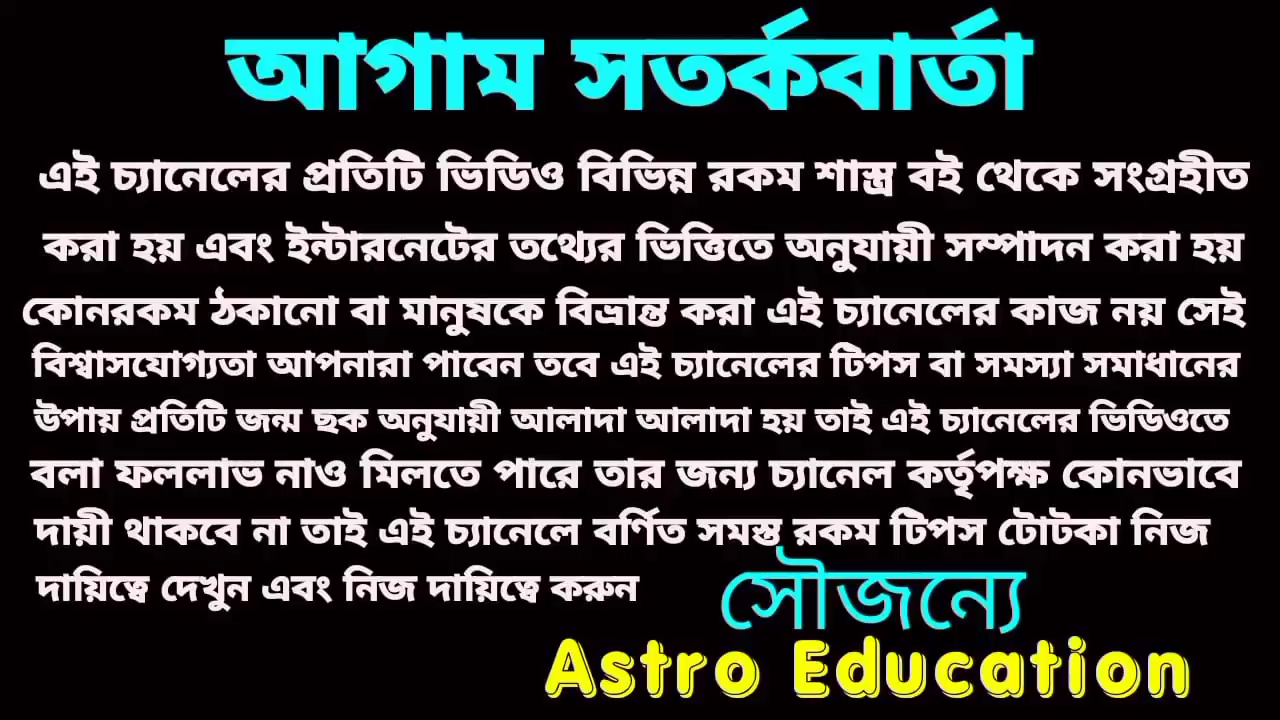 আগাম সতর্কবার্তা
এই চ্যানেলের প্রতিটি ভিডিও বিভিন্ন রকম শাস্ত্র বই থেকে সংগ্রহীত
করা হয় এবং ইন্টারনেটের তথ্যের ভিত্তিতে অনুযায়ী সম্পাদন করা হয়
কোনরকম ঠকানো বা মানুষকে বিভ্রান্ত করা এই চ্যানেলের কাজ নয় সেই
বিশ্বাসযোগ্যতা আপনারা পাবেন তবে এই চ্যানেলের টিপস বা সমস্যা সমাধানের
উপায় প্রতিটি জন্ম ছক অনুযায়ী আলাদা আলাদা হয় তাই এই চ্যানেলের ভিডিওতে
বলা ফললাভ নাও মিলতে পারে তার জন্য চ্যানেল কর্তৃপক্ষ কোনভাবে
দায়ী থাকবে না তাই এই চ্যানেলে বর্ণিত সমস্ত রকম টিপস টোটকা নিজ
দায়িত্বে দেখুন এবং নিজ দায়িত্বে করুন
সৌজন্যে
Astro Education